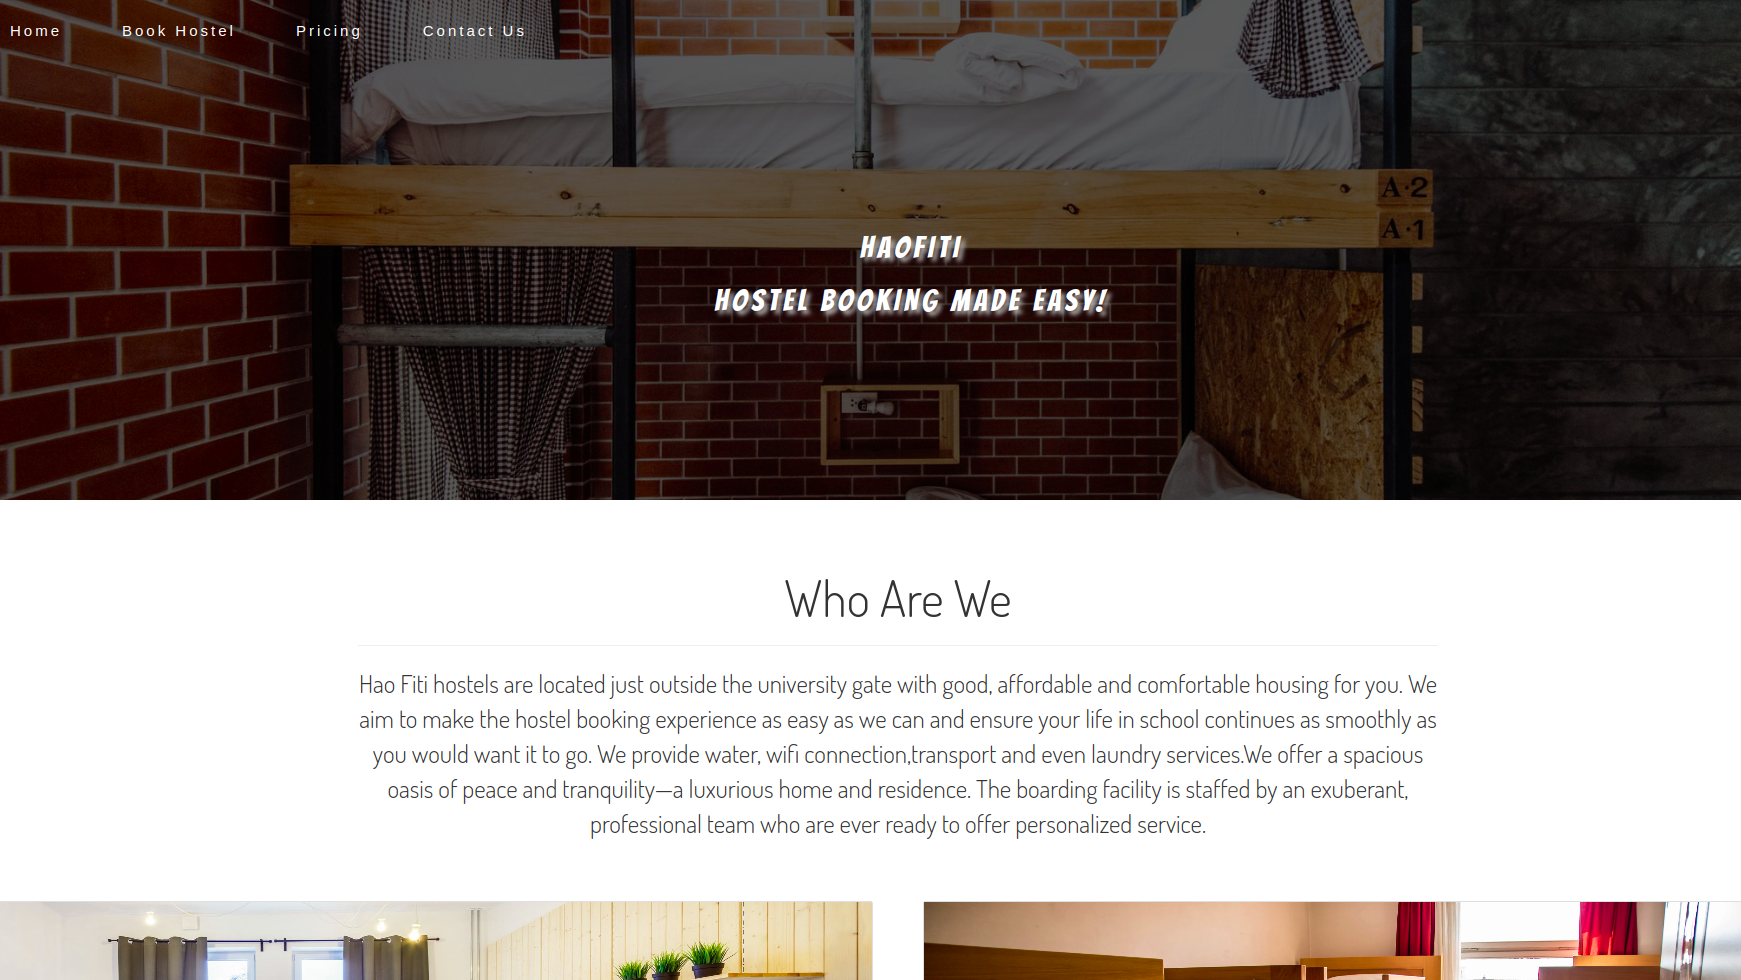 Home Book Hostel Pricing Contact Us
A·2
A·1
HAOFITI
HOSTEL BOOKING MADE EASY!
Who Are We
Hao Fiti hostels are located just outside the university gate with good, affordable and comfortable housing for you. We
aim to make the hostel booking experience as easy as we can and ensure your life in school continues as smoothly as
you would want it to go. We provide water, wifi connection,transport and even laundry services.We offer a spacious
oasis of peace and tranquility—a luxurious home and residence. The boarding facility is staffed by an exuberant,
professional team who are ever ready to offer personalized service.